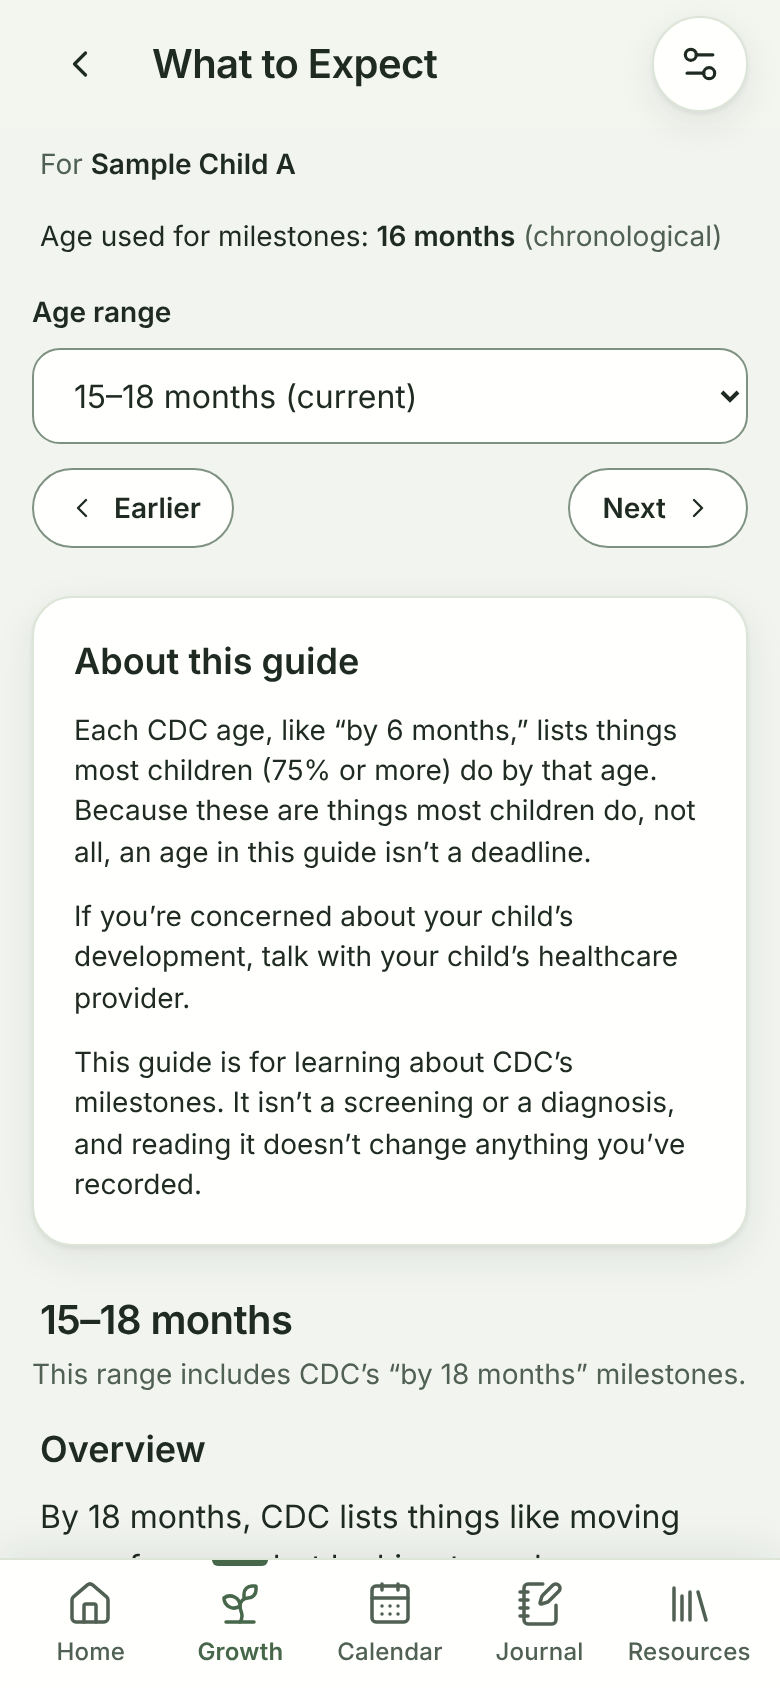 What to Expect
For Sample Child A
Age used for milestones: 16 months (chronological)
Age range
15–18 months (current)
Earlier
Next
About this guide
Each CDC age, like “by 6 months,” lists things
most children (75% or more) do by that age.
Because these are things most children do, not
all, an age in this guide isn’t a deadline.
If you’re concerned about your child’s
development, talk with your child’s healthcare
provider.
This guide is for learning about CDC’s
milestones. It isn’t a screening or a diagnosis,
and reading it doesn’t change anything you’ve
recorded.
15–18 months
This range includes CDC’s “by 18 months” milestones.
Overview
By 18 months, CDC lists things like moving
Home
Growth
Calendar
Journal
Resources